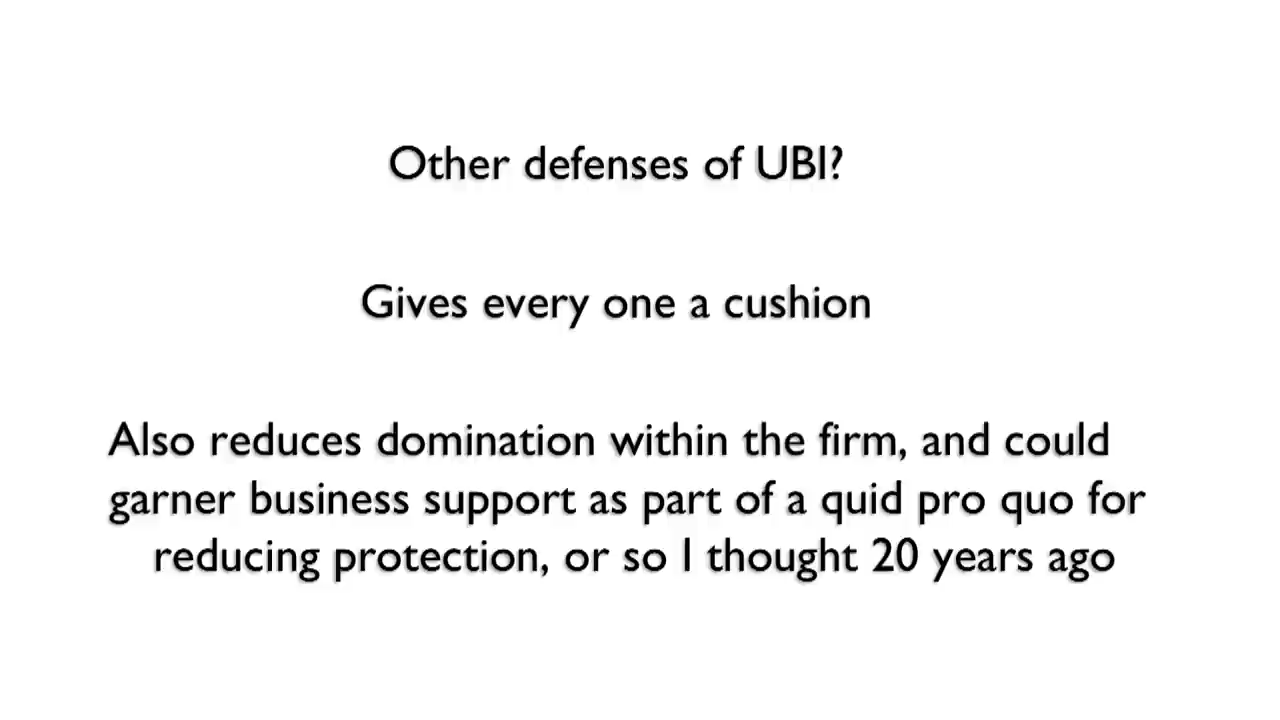 Other defenses of UBI?
Gives every one a cushion
Also reduces domination within the firm, and could
garner business support as part of a quid pro quo for
reducing protection, or so I thought 20 years ago